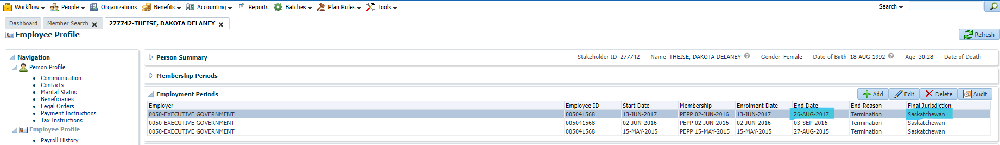 Workflow People Organizations Benefits Accounting Reports Batches Plan Rules Tools Search
Dashboard Member Search 277742-THEISE, DAKOTA DELANEY
Employee Profile Refresh
Navigation
Person Profile
Communication
Contacts
Marital Status
Beneficiaries
Legal Orders
Payment Instructions
Tax Instructions
Employee Profile
Payroll History
Person Summary Stakeholder ID 277742 Name THEISE, DAKOTA DELANEY Gender Female Date of Birth 18-AUG-1992 Age 30.28 Date of Death
Membership Periods
Employment Periods Add Edit Delete Audit
Employer Employee ID Start Date Membership Enrolment Date End Date End Reason Final Jurisdiction
0050-EXECUTIVE GOVERNMENT 005041568 13-JUN-2017 PEPP 02-JUN-2016 13-JUN-2017 26-AUG-2017 Termination Saskatchewan
0050-EXECUTIVE GOVERNMENT 005041568 02-JUN-2016 PEPP 02-JUN-2016 02-JUN-2016 03-SEP-2016 Termination Saskatchewan
0050-EXECUTIVE GOVERNMENT 005041568 15-MAY-2015 PEPP 15-MAY-2015 15-MAY-2015 27-AUG-2015 Termination Saskatchewan